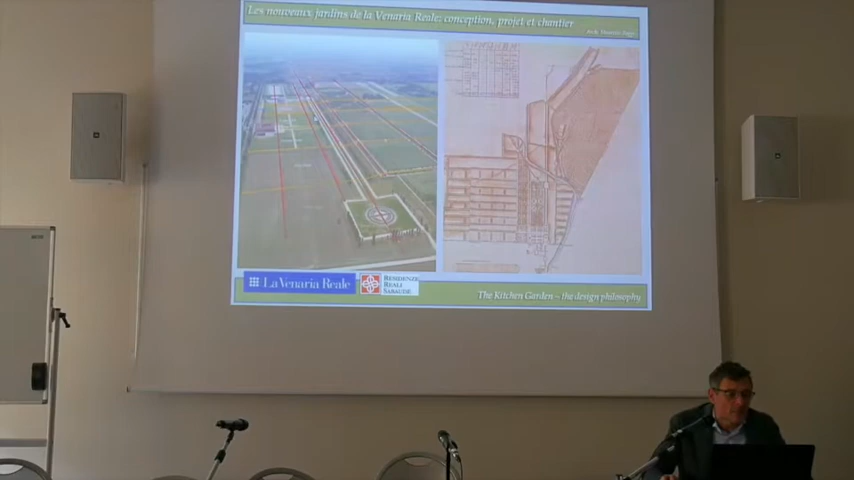 Les nouveaux jardins de la Venaria Reale: conception, projet et chantier
La Venaria Reale
RESIDENZE
REALI
SABAUDE
The Kitchen Garden – the design philosophy